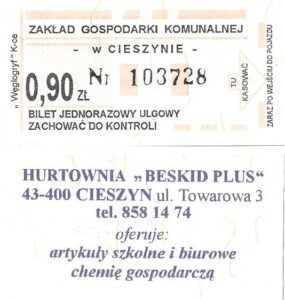 ZAKŁAD GOSPODARKI KOMUNALNEJ
- w CIESZYNIE -
"Węglogryf" K-ce
0,90 ZŁ
Nr 103728
BILET JEDNORAZOWY ULGOWY
ZACHOWAĆ DO KONTROLI
TU
KASOWAĆ
ZARAZ PO WEJŚCIU DO POJAZDU
HURTOWNIA „BESKID PLUS"
43-400 CIESZYN ul. Towarowa 3
tel. 858 14 74
oferuje:
artykuły szkolne i biurowe
chemię gospodarczą